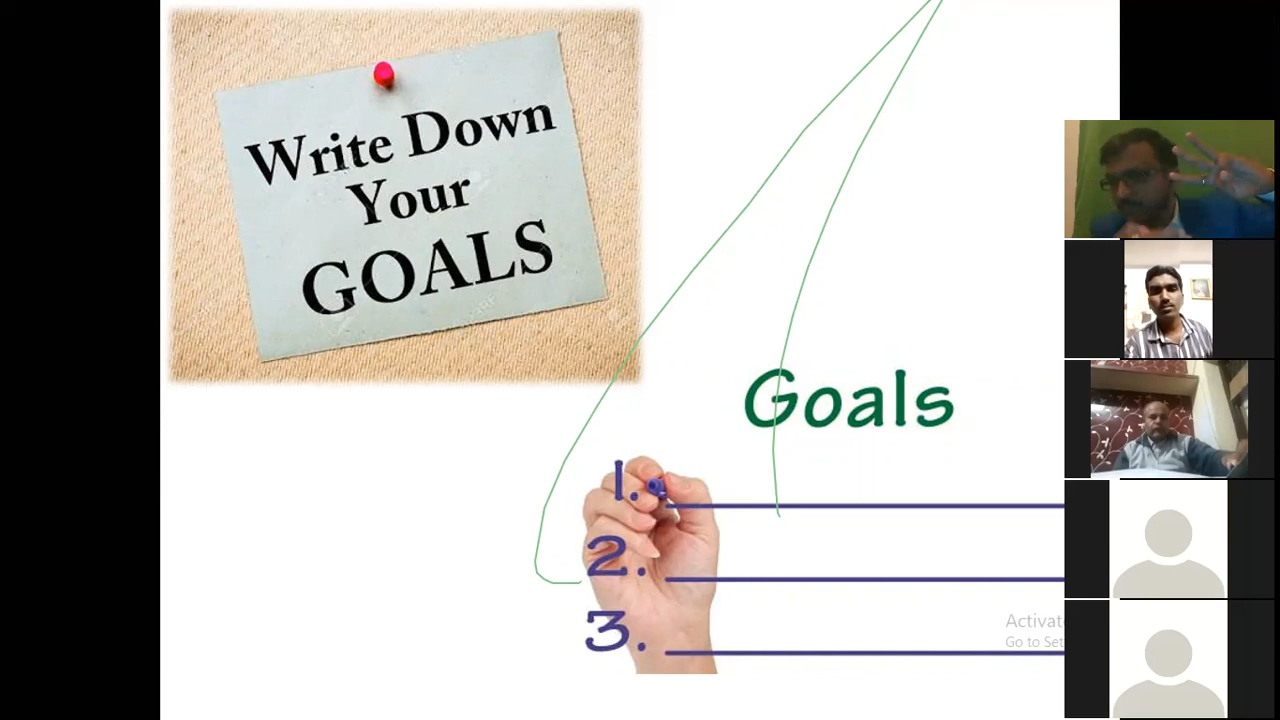 Write Down
Your
GOALS
Goals
1.
2.
3.
Activat
Go to Set